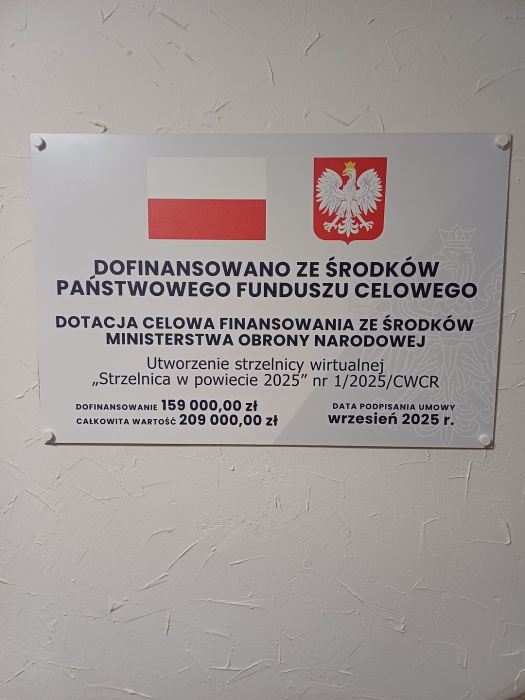 DOFINANSOWANO ZE ŚRODKÓW
PAŃSTWOWEGO FUNDUSZU CELOWEGO
DOTACJA CELOWA FINANSOWANIA ZE ŚRODKÓW
MINISTERSTWA OBRONY NARODOWEJ
Utworzenie strzelnicy wirtualnej
„Strzelnica w powiecie 2025” nr 1/2025/CWCR
DOFINANSOWANIE 159 000,00 zł
CAŁKOWITA WARTOŚĆ 209 000,00 zł
DATA PODPISANIA UMOWY
wrzesień 2025 r.